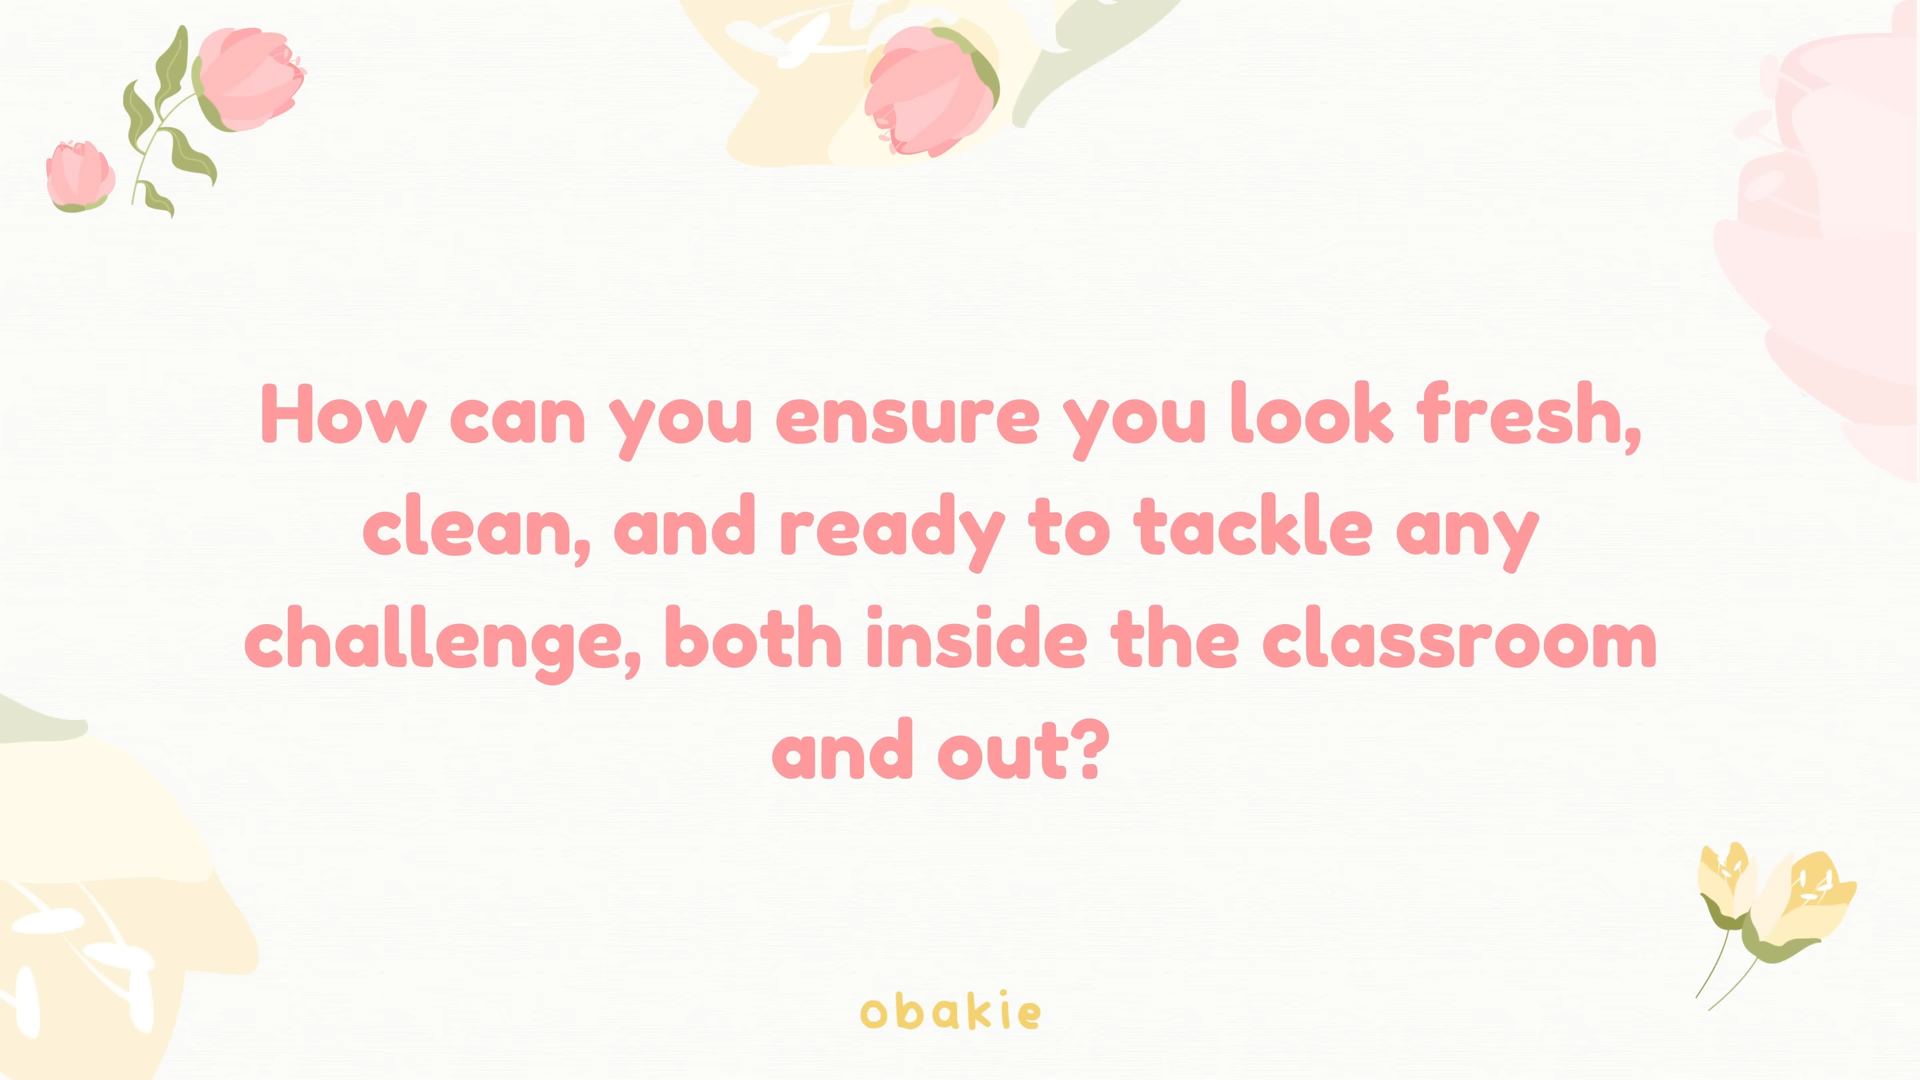 How can you ensure you look fresh,
clean, and ready to tackle any
challenge, both inside the classroom
and out?
obakie